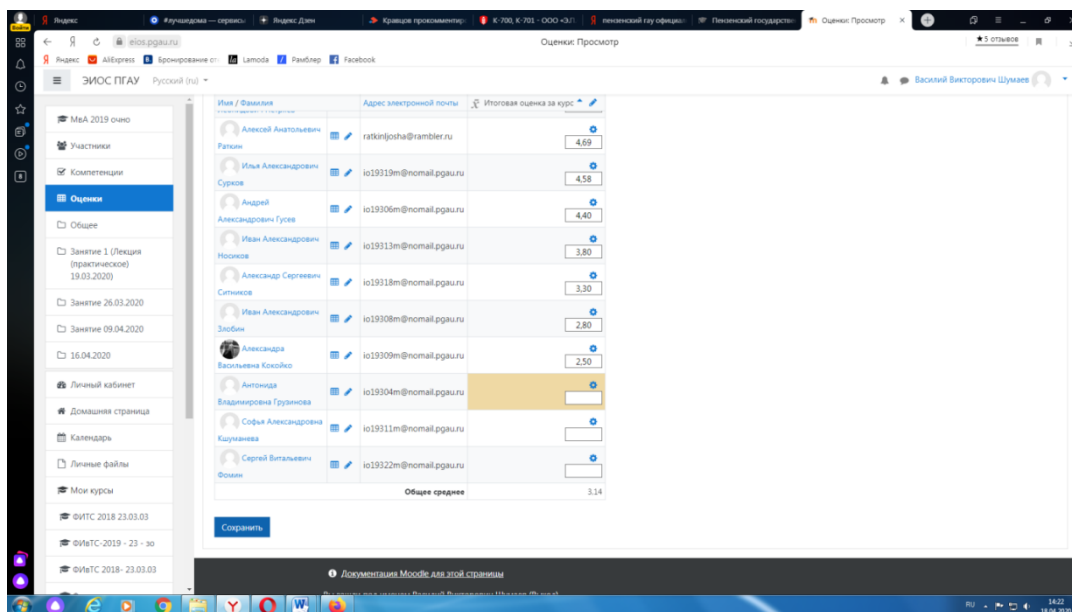 Войти
Яндекс
#лучшедома — сервисы
Яндекс Дзен
Кравцов прокомментир
К-700, К-701 - ООО «З.П
пензенский гау официал
Пензенский государстве
Оценки: Просмотр
eios.pgau.ru
Оценки: Просмотр
★ 5 отзывов
Яндекс
AliExpress
Бронирование от
Lamoda
Рамблер
Facebook
ЭИОС ПГАУ
Русский (ru)
Василий Викторович Шумаев
МвА 2019 очно
Участники
Компетенции
Оценки
Общее
Занятие 1 (Лекция
(практическое)
19.03.2020)
Занятие 26.03.2020
Занятие 09.04.2020
16.04.2020
Личный кабинет
Домашняя страница
Календарь
Личные файлы
Мои курсы
ФИТС 2018 23.03.03
ФИвТС-2019 - 23 - зо
ФИвТС 2018- 23.03.03
Имя / Фамилия
Адрес электронной почты
Итоговая оценка за курс
Алексей Анатольевич
Раткин
ratkinljosha@rambler.ru
4,69
Илья Александрович
Сурков
io19319m@nomail.pgau.ru
4,58
Андрей
Александрович Гусев
io19306m@nomail.pgau.ru
4,40
Иван Александрович
Носиков
io19313m@nomail.pgau.ru
3,80
Александр Сергеевич
Ситников
io19318m@nomail.pgau.ru
3,30
Иван Александрович
Злобин
io19308m@nomail.pgau.ru
2,80
Александра
Васильевна Кокойко
io19309m@nomail.pgau.ru
2,50
Антонида
Владимировна Грузинова
io19304m@nomail.pgau.ru
Софья Александровна
Кшуманева
io19311m@nomail.pgau.ru
Сергей Витальевич
Фомин
io19322m@nomail.pgau.ru
Общее среднее
3,14
Сохранить
Документация Moodle для этой страницы
RU
14:22
18.04.2020